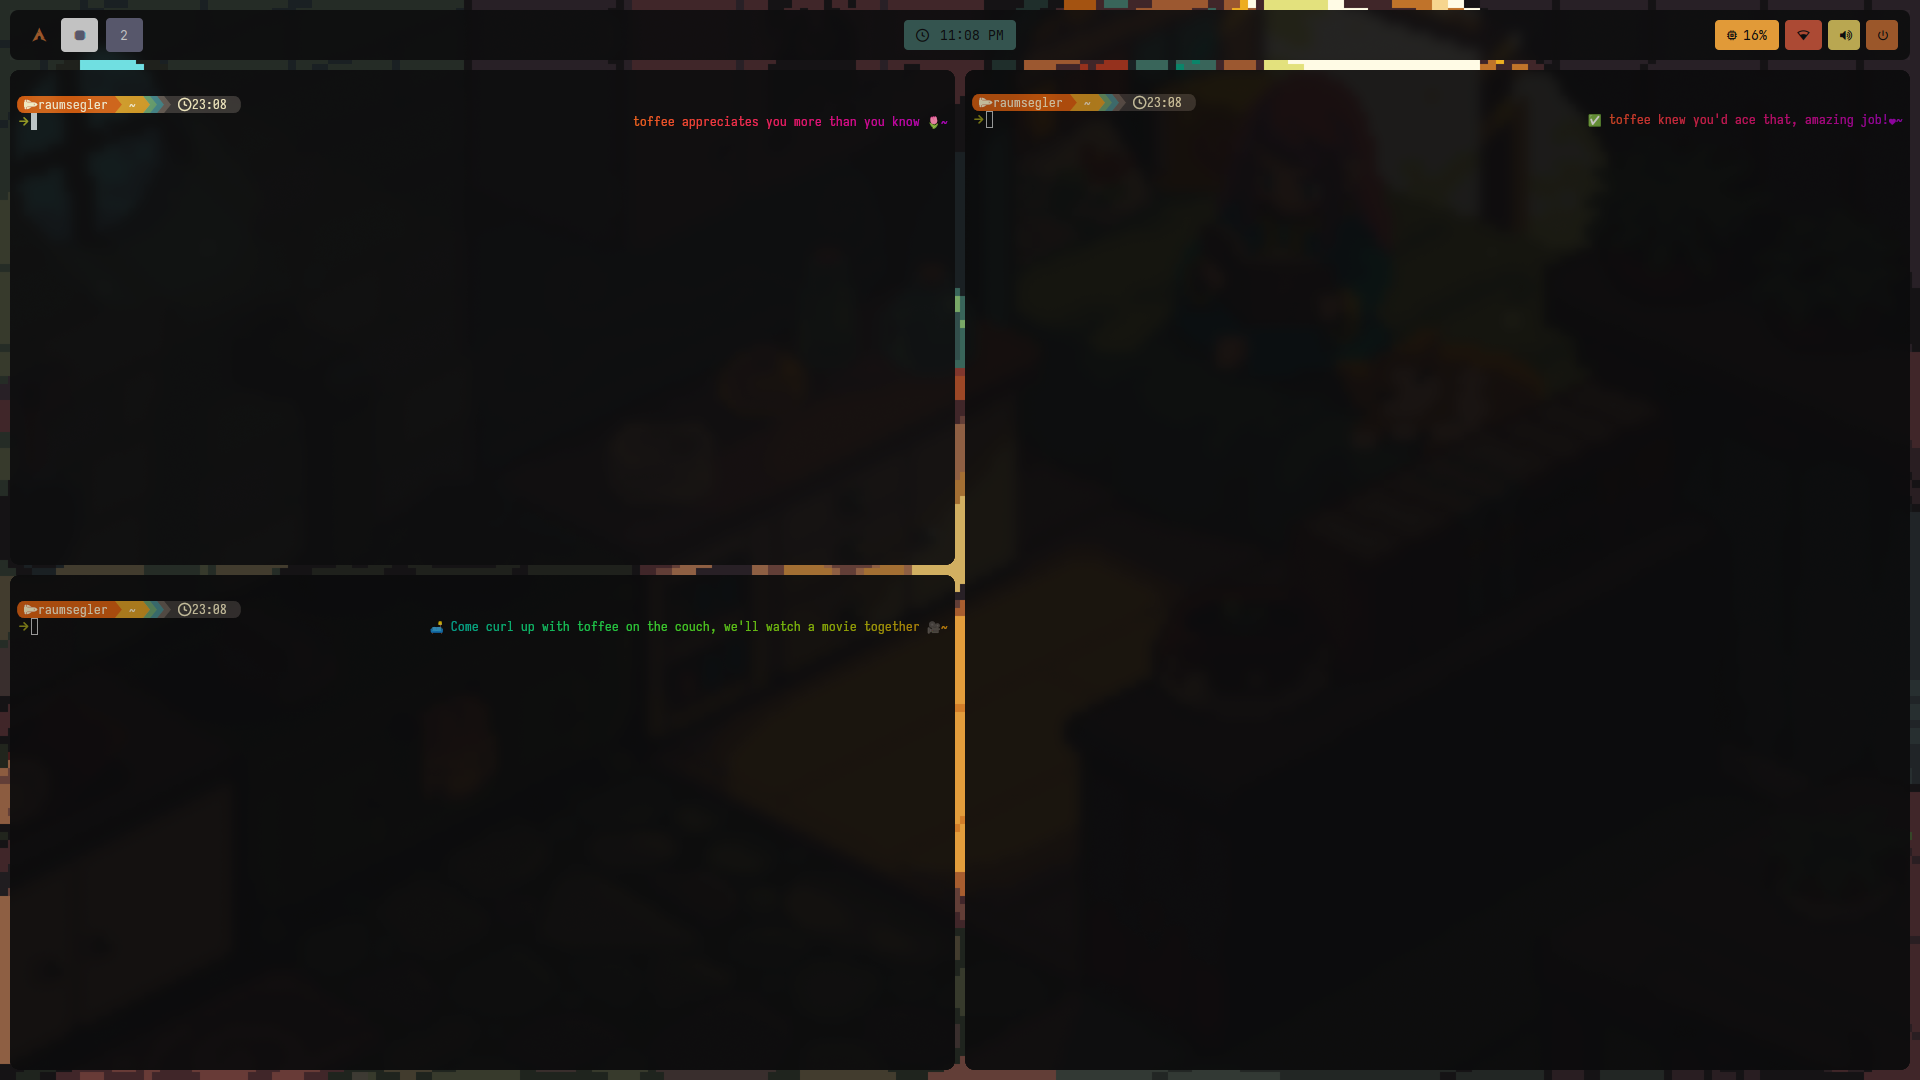 2 11:08 PM 16%
raumsegler ~ 23:08
→ toffee appreciates you more than you know 🌷~
raumsegler ~ 23:08
→ ✅ toffee knew you'd ace that, amazing job!❤~
raumsegler ~ 23:08
→ 🛋️ Come curl up with toffee on the couch, we'll watch a movie together 🎥~